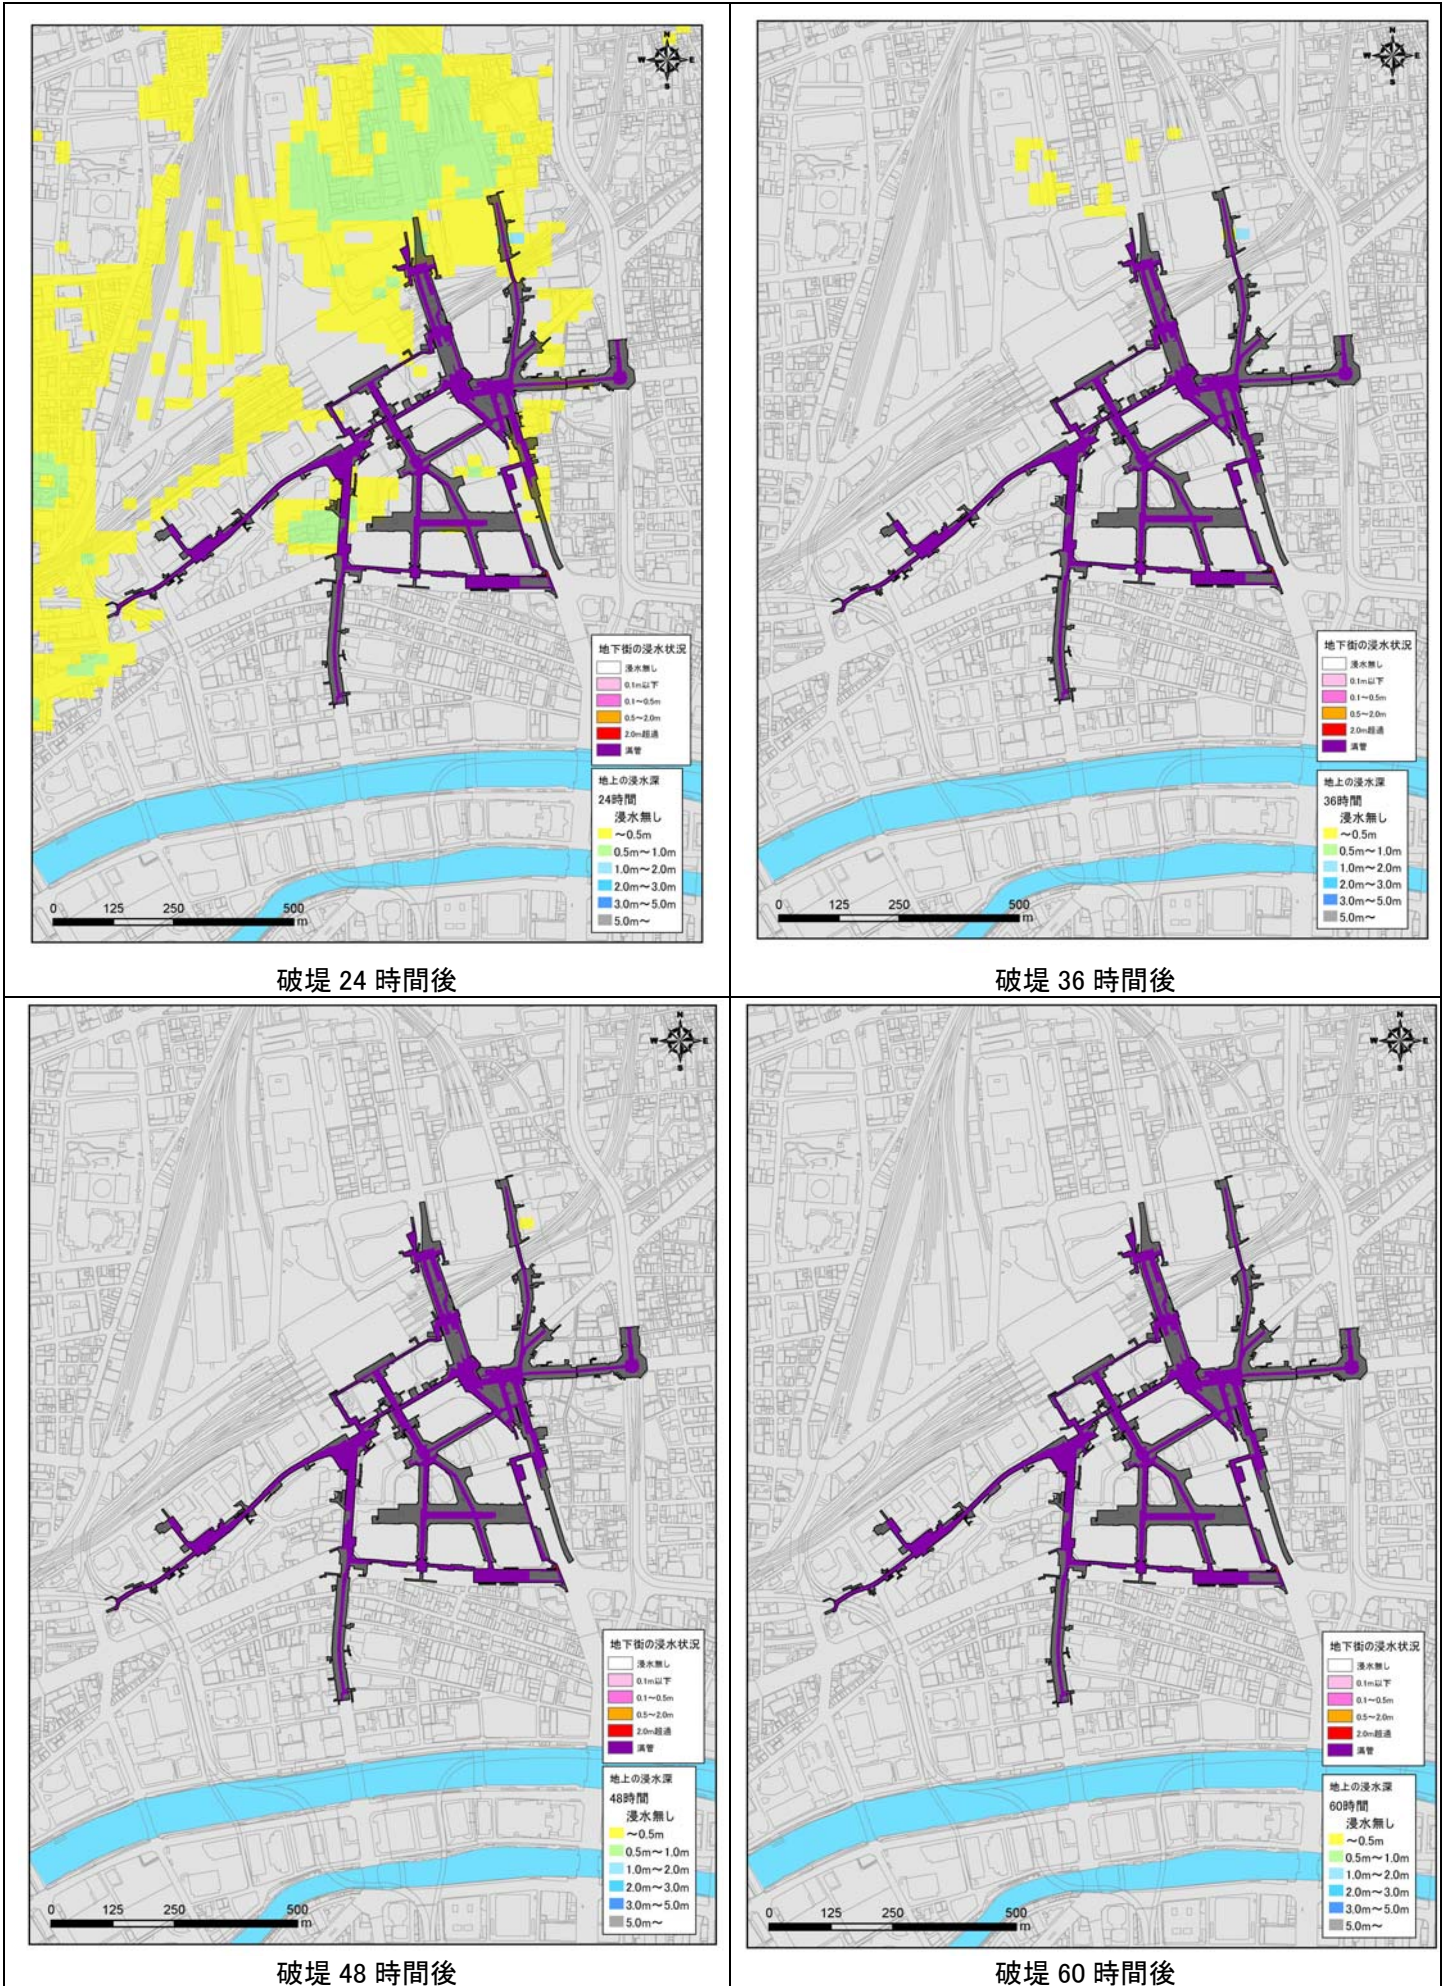 N
W E
S
地下街の浸水状況
浸水無し
0.1m以下
0.1~0.5m
0.5~2.0m
2.0m超過
満管
地上の浸水深
24時間
浸水無し
~0.5m
0.5m~1.0m
1.0m~2.0m
2.0m~3.0m
3.0m~5.0m
5.0m~
0 125 250 500
m
破堤 24 時間後
N
W E
S
地下街の浸水状況
浸水無し
0.1m以下
0.1~0.5m
0.5~2.0m
2.0m超過
満管
地上の浸水深
36時間
浸水無し
~0.5m
0.5m~1.0m
1.0m~2.0m
2.0m~3.0m
3.0m~5.0m
5.0m~
0 125 250 500
m
破堤 36 時間後
N
W E
S
地下街の浸水状況
浸水無し
0.1m以下
0.1~0.5m
0.5~2.0m
2.0m超過
満管
地上の浸水深
48時間
浸水無し
~0.5m
0.5m~1.0m
1.0m~2.0m
2.0m~3.0m
3.0m~5.0m
5.0m~
0 125 250 500
m
破堤 48 時間後
N
W E
S
地下街の浸水状況
浸水無し
0.1m以下
0.1~0.5m
0.5~2.0m
2.0m超過
満管
地上の浸水深
60時間
浸水無し
~0.5m
0.5m~1.0m
1.0m~2.0m
2.0m~3.0m
3.0m~5.0m
5.0m~
0 125 250 500
m
破堤 60 時間後